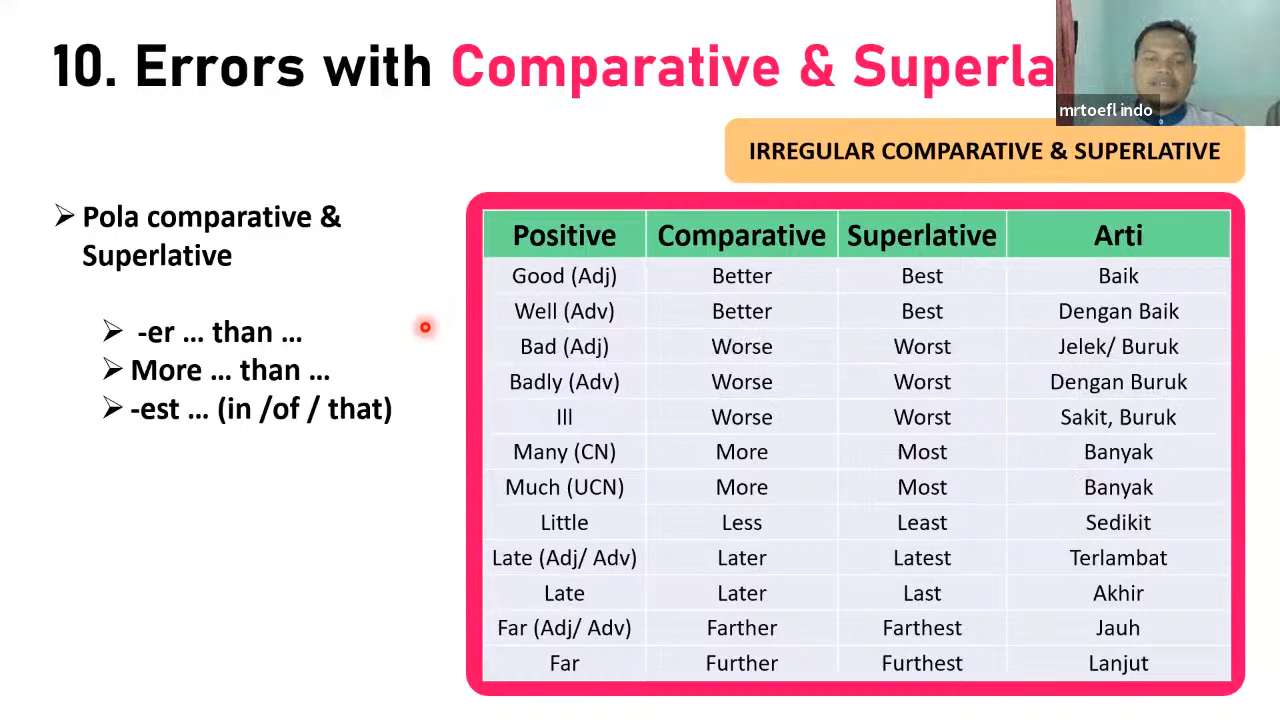 10. Errors with Comparative & Superla
mrtoefl indo
IRREGULAR COMPARATIVE & SUPERLATIVE
➢ Pola comparative &
Superlative
➢ -er ... than ...
➢ More ... than ...
➢ -est ... (in /of / that)
Positive Comparative Superlative Arti
Good (Adj) Better Best Baik
Well (Adv) Better Best Dengan Baik
Bad (Adj) Worse Worst Jelek/ Buruk
Badly (Adv) Worse Worst Dengan Buruk
Ill Worse Worst Sakit, Buruk
Many (CN) More Most Banyak
Much (UCN) More Most Banyak
Little Less Least Sedikit
Late (Adj/ Adv) Later Latest Terlambat
Late Later Last Akhir
Far (Adj/ Adv) Farther Farthest Jauh
Far Further Furthest Lanjut